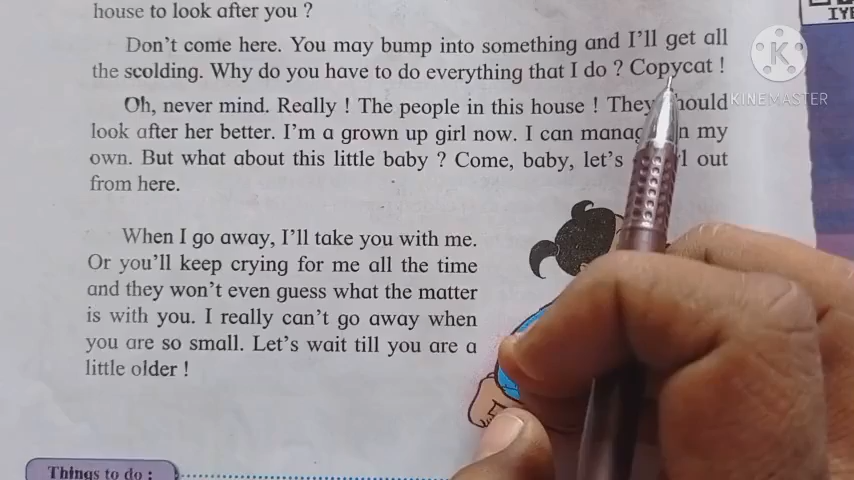 house to look after you ?
Don't come here. You may bump into something and I'll get all
the scolding. Why do you have to do everything that I do ? Copycat !
Oh, never mind. Really ! The people in this house ! They should
look after her better. I'm a grown up girl now. I can manage on my
own. But what about this little baby ? Come, baby, let's out
from here.
When I go away, I'll take you with me.
Or you'll keep crying for me all the time
and they won't even guess what the matter
is with you. I really can't go away when
you are so small. Let's wait till you are a
little older !
Things to do :
K
KINEMASTER